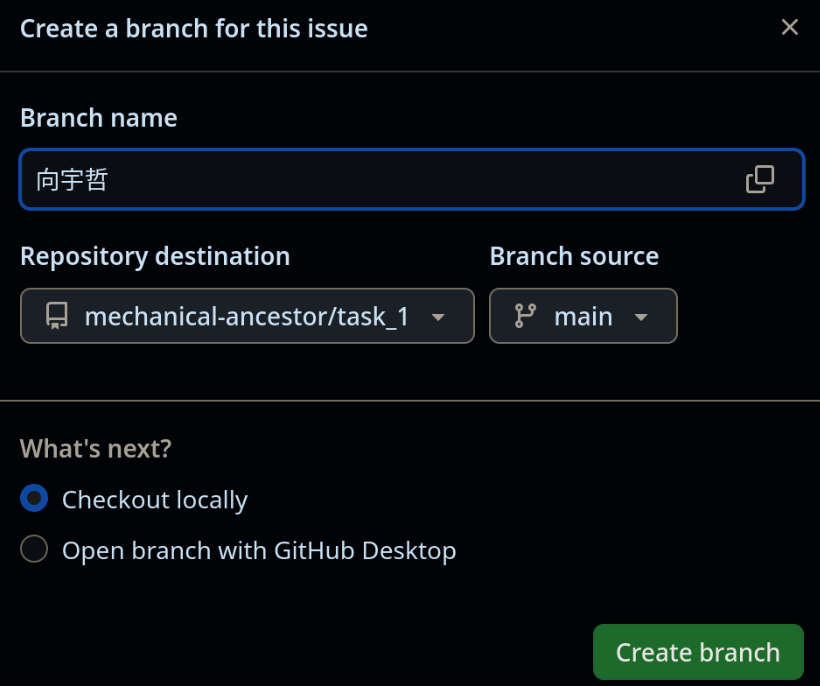 Create a branch for this issue
Branch name
向宇哲
Repository destination
Branch source
mechanical-ancestor/task_1
main
What's next?
Checkout locally
Open branch with GitHub Desktop
Create branch